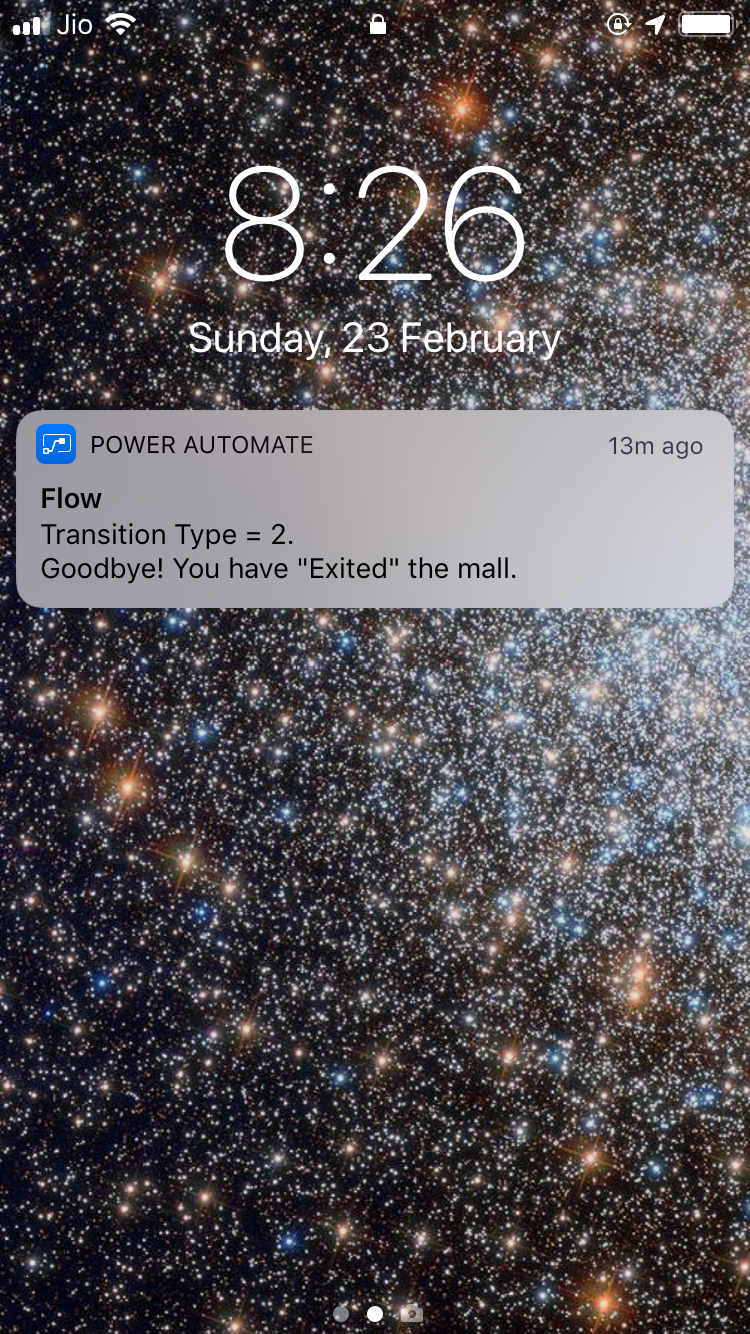 Jio
8:26
Sunday, 23 February
POWER AUTOMATE
13m ago
Flow
Transition Type = 2.
Goodbye! You have "Exited" the mall.